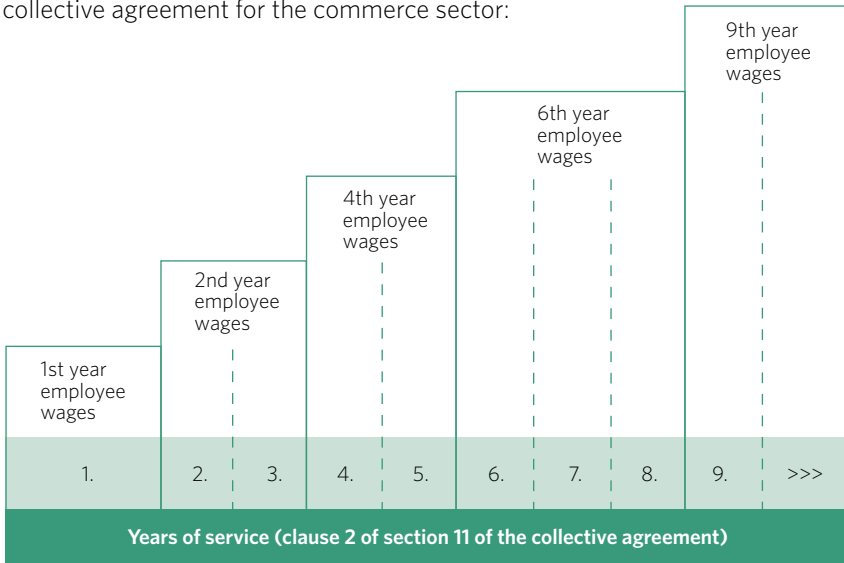 collective agreement for the commerce sector:
9th year
employee
wages
6th year
employee
wages
4th year
employee
wages
2nd year
employee
wages
1st year
employee
wages
1. 2. 3. 4. 5. 6. 7. 8. 9. >>>
Years of service (clause 2 of section 11 of the collective agreement)